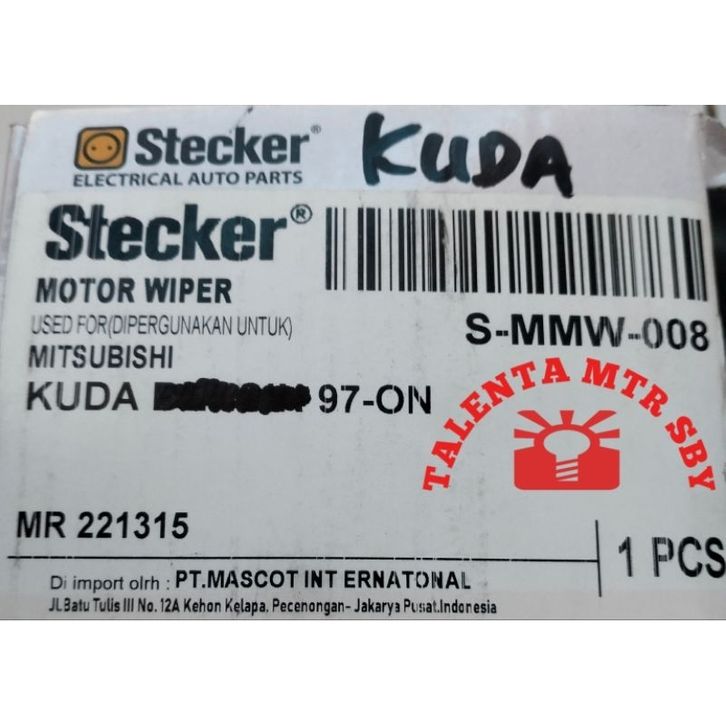 Stecker®
ELECTRICAL AUTO PARTS
KUDA
Stecker®
MOTOR WIPER
USED FOR(DIPERGUNAKAN UNTUK)
S-MMW-008
MITSUBISHI
KUDA 97-ON
TALENTA MTR SBY
MR 221315
1 PCS
Di import olrh : PT.MASCOT INT ERNATONAL
Jl.Batu Tulis III No. 12A Kehon Kelapa, Pecenongan- Jakarya Pusat.Indonesia